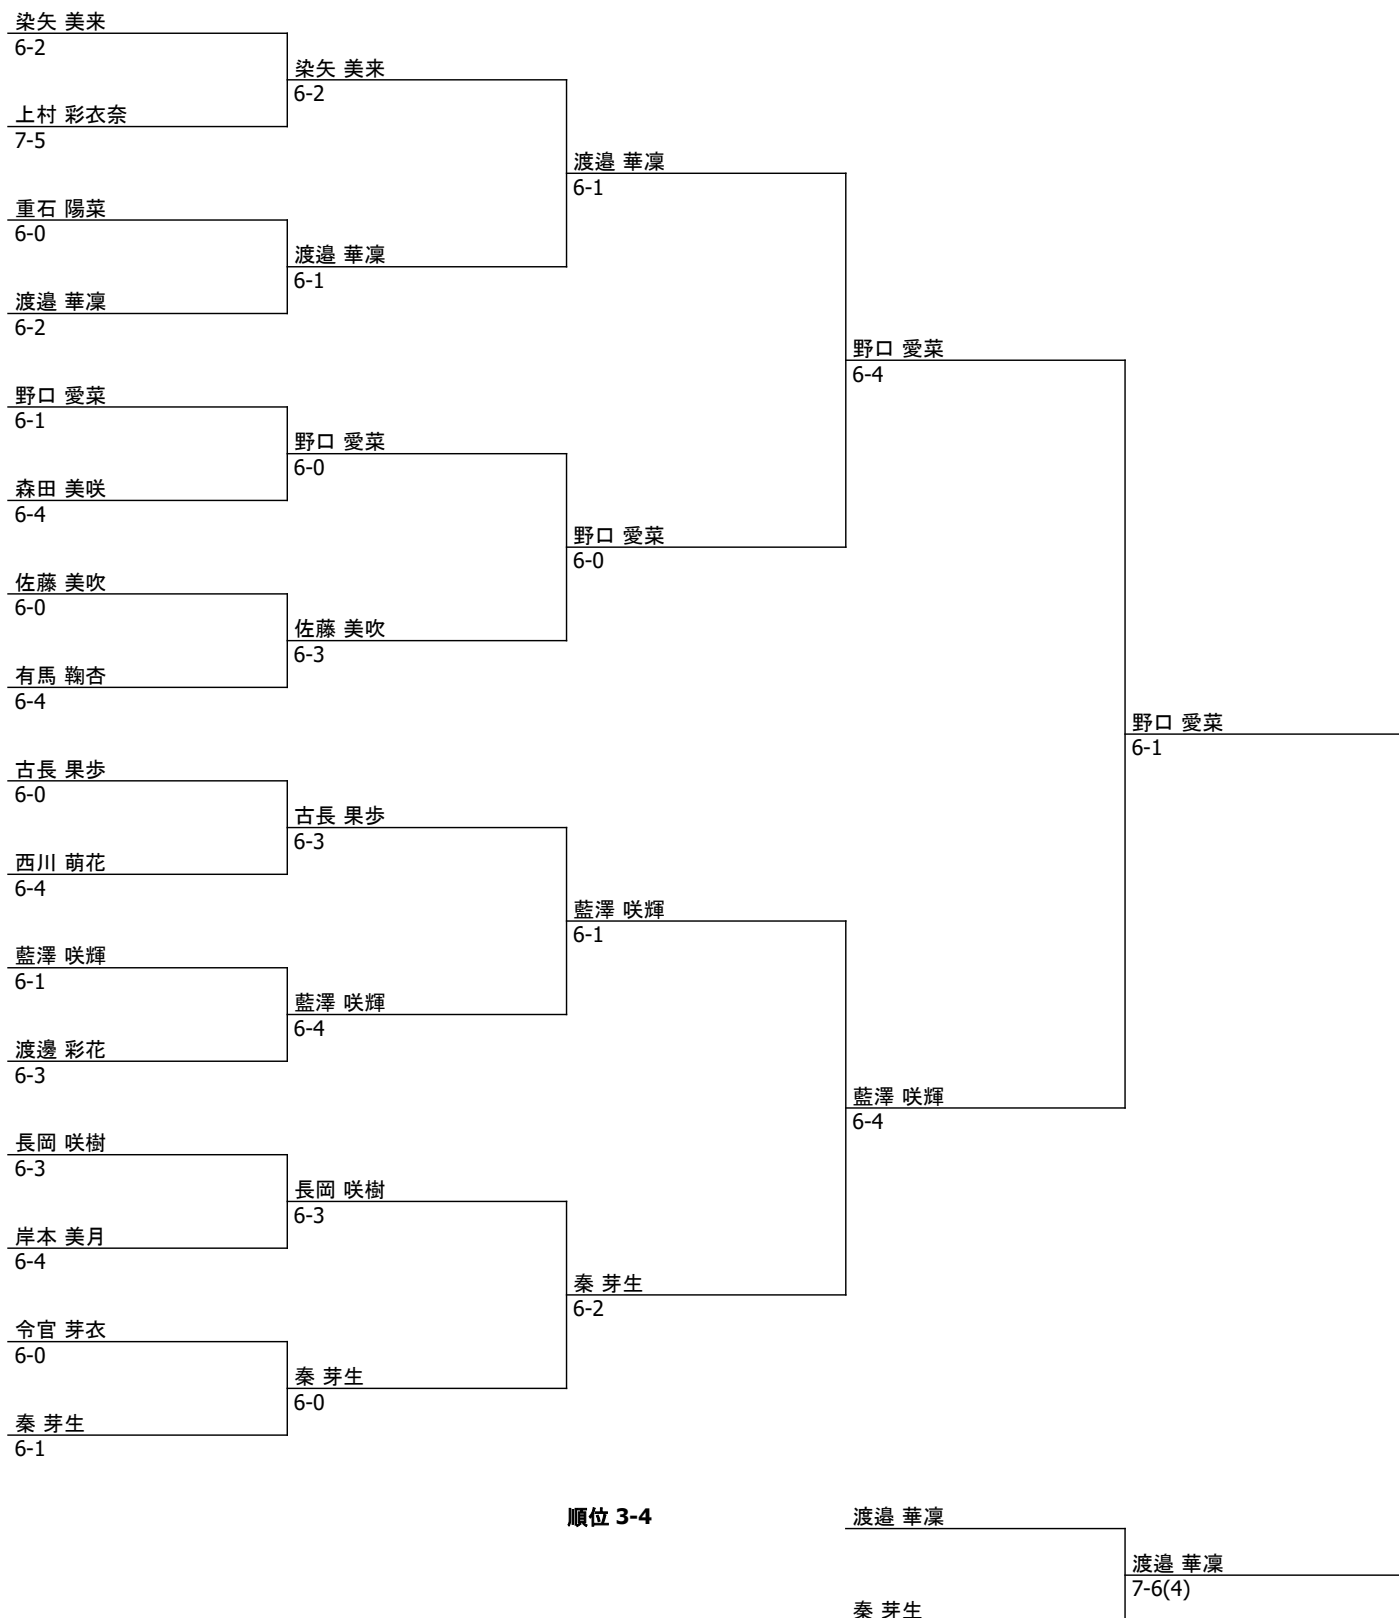 染矢 美来
6-2
染矢 美来
6-2
上村 彩衣奈
7-5
渡邉 華凜
6-1
重石 陽菜
6-0
渡邉 華凜
6-1
渡邉 華凜
6-2
野口 愛菜
6-4
野口 愛菜
6-1
野口 愛菜
6-0
森田 美咲
6-4
野口 愛菜
6-0
佐藤 美吹
6-0
佐藤 美吹
6-3
有馬 鞠杏
6-4
野口 愛菜
6-1
古長 果歩
6-0
古長 果歩
6-3
西川 萌花
6-4
藍澤 咲輝
6-1
藍澤 咲輝
6-1
藍澤 咲輝
6-4
渡邊 彩花
6-3
藍澤 咲輝
6-4
長岡 咲樹
6-3
長岡 咲樹
6-3
岸本 美月
6-4
秦 芽生
6-2
令官 芽衣
6-0
秦 芽生
6-0
秦 芽生
6-1
順位 3-4
渡邉 華凜
渡邉 華凜
7-6(4)
秦 芽生